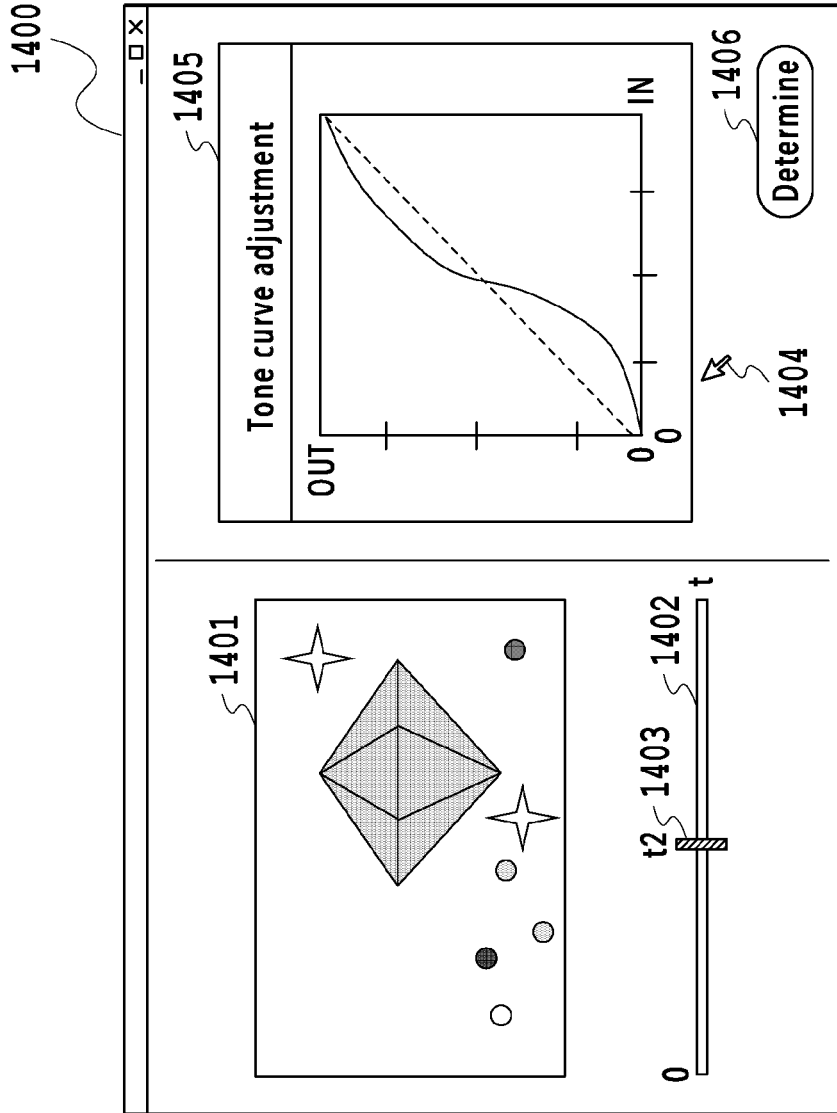 1400
_ □ ×
1401
1405
Tone curve adjustment
OUT
0
0
IN
t2 1403
1402
0
t
1404
1406
Determine